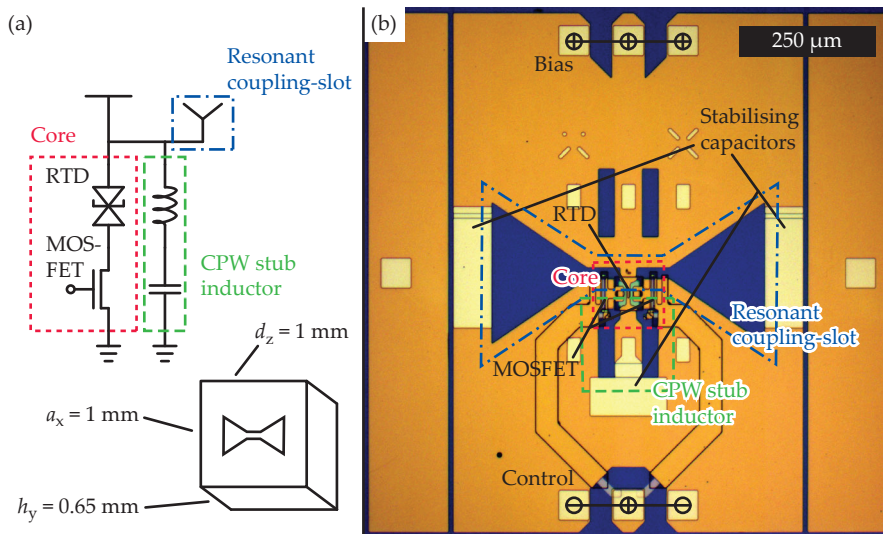 (a)
Resonant
coupling-slot
Core
RTD
MOS-
FET
CPW stub
inductor
d_z = 1 mm
a_x = 1 mm
h_y = 0.65 mm
(b)
250 μm
Bias
Stabilising
capacitors
RTD
Core
Resonant
coupling-slot
MOSFET
CPW stub
inductor
Control